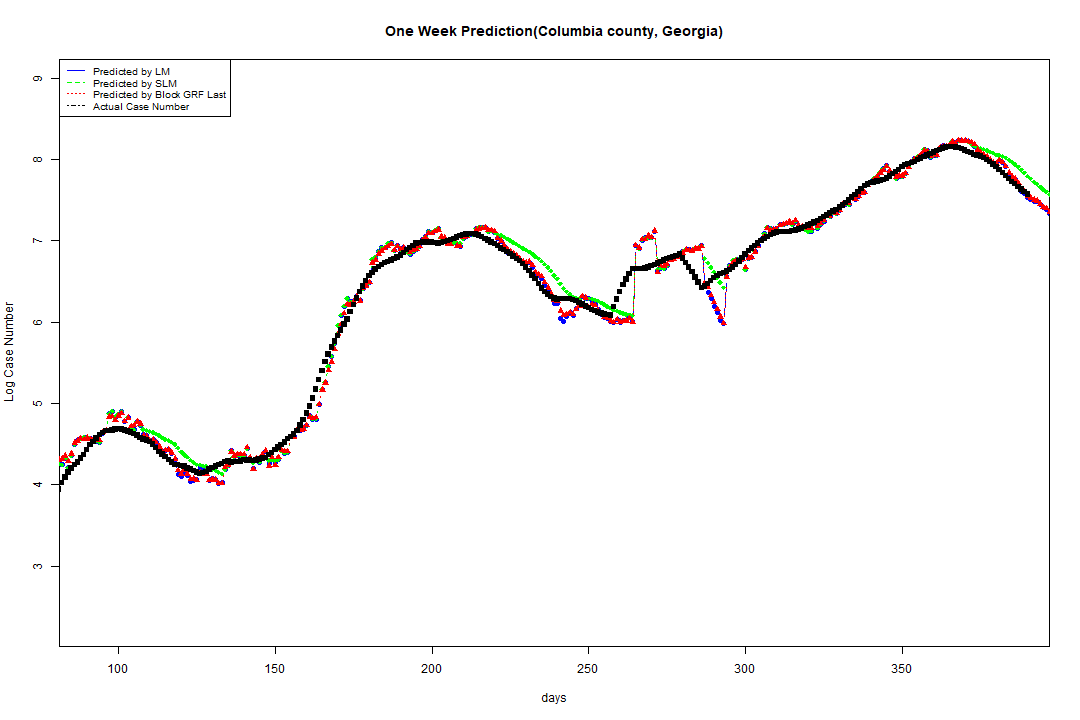 One Week Prediction(Columbia county, Georgia)
Predicted by LM
Predicted by SLM
Predicted by Block GRF Last
Actual Case Number
9
8
7
6
5
4
3
Log Case Number
100 150 200 250 300 350
days